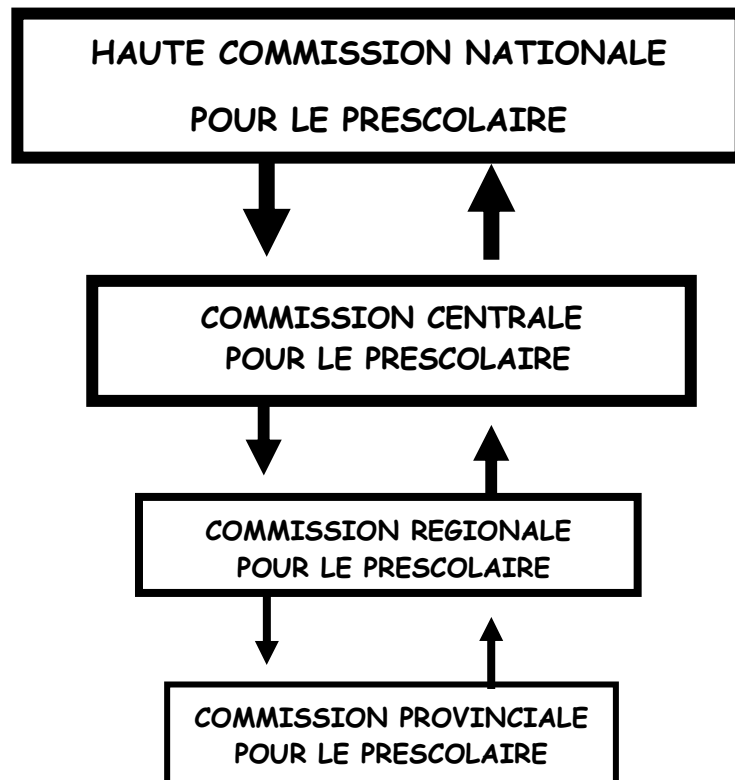 HAUTE COMMISSION NATIONALE
POUR LE PRESCOLAIRE
COMMISSION CENTRALE
POUR LE PRESCOLAIRE
COMMISSION REGIONALE
POUR LE PRESCOLAIRE
COMMISSION PROVINCIALE
POUR LE PRESCOLAIRE